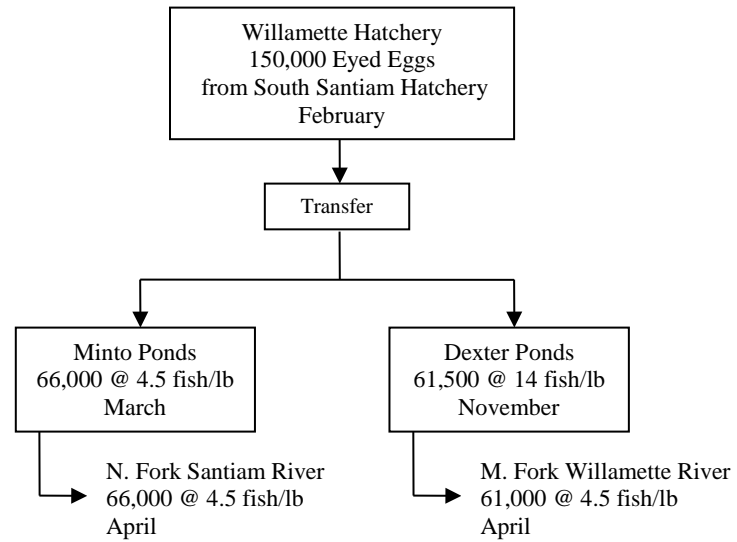 Willamette Hatchery
150,000 Eyed Eggs
from South Santiam Hatchery
February
Transfer
Minto Ponds
66,000 @ 4.5 fish/lb
March
Dexter Ponds
61,500 @ 14 fish/lb
November
N. Fork Santiam River
66,000 @ 4.5 fish/lb
April
M. Fork Willamette River
61,000 @ 4.5 fish/lb
April